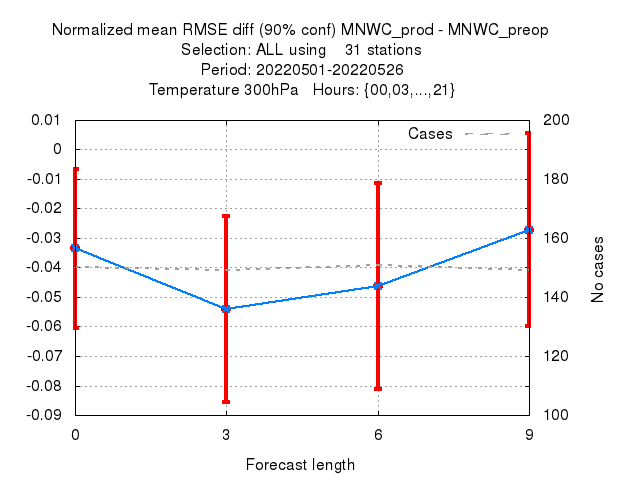 Normalized mean RMSE diff (90% conf) MNWC_prod - MNWC_preop
Selection: ALL using    31 stations
Period: 20220501-20220526
Temperature 300hPa   Hours: {00,03,...,21}
Cases
0.01
0
-0.01
-0.02
-0.03
-0.04
-0.05
-0.06
-0.07
-0.08
-0.09
200
180
160
140
120
100
No cases
0 3 6 9
Forecast length